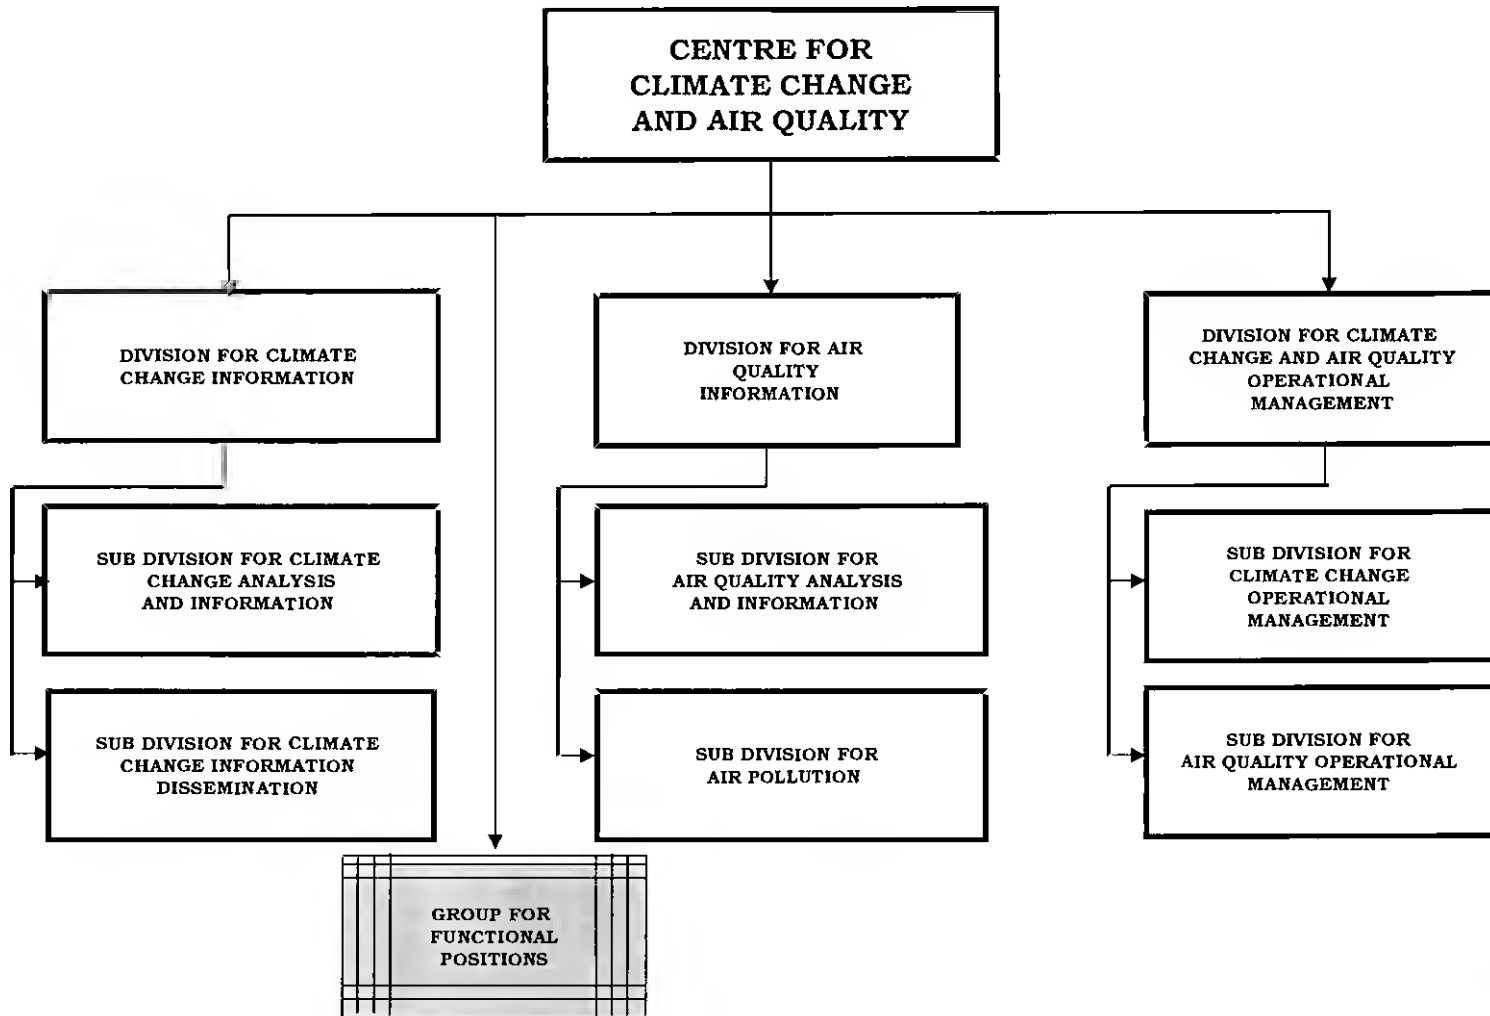 CENTRE FOR
CLIMATE CHANGE
AND AIR QUALITY
DIVISION FOR CLIMATE
CHANGE INFORMATION
DIVISION FOR AIR
QUALITY
INFORMATION
DIVISION FOR CLIMATE
CHANGE AND AIR QUALITY
OPERATIONAL
MANAGEMENT
SUB DIVISION FOR CLIMATE
CHANGE ANALYSIS
AND INFORMATION
SUB DIVISION FOR
AIR QUALITY ANALYSIS
AND INFORMATION
SUB DIVISION FOR
CLIMATE CHANGE
OPERATIONAL
MANAGEMENT
SUB DIVISION FOR CLIMATE
CHANGE INFORMATION
DISSEMINATION
SUB DIVISION FOR
AIR POLLUTION
SUB DIVISION FOR
AIR QUALITY OPERATIONAL
MANAGEMENT
GROUP FOR
FUNCTIONAL
POSITIONS